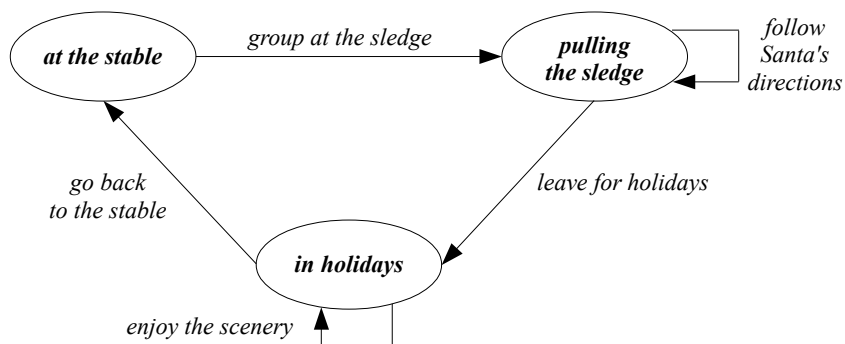 at the stable
group at the sledge
pulling
the sledge
follow
Santa's
directions
go back
to the stable
leave for holidays
in holidays
enjoy the scenery